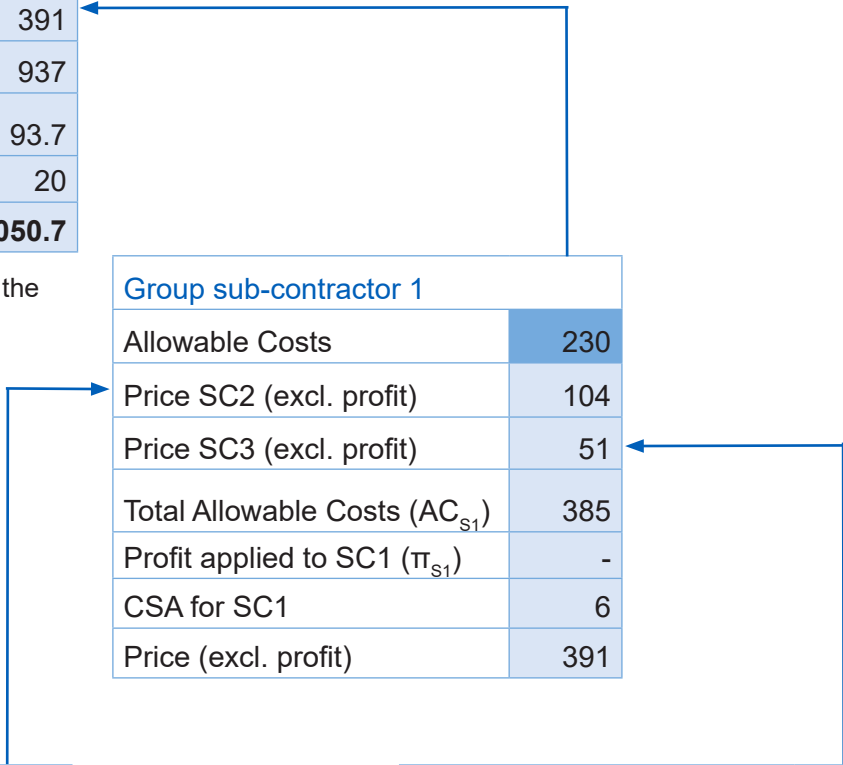 391
937
93.7
20
050.7
the
Group sub-contractor 1
Allowable Costs 230
Price SC2 (excl. profit) 104
Price SC3 (excl. profit) 51
Total Allowable Costs (AC_S1) 385
Profit applied to SC1 (π_S1) -
CSA for SC1 6
Price (excl. profit) 391